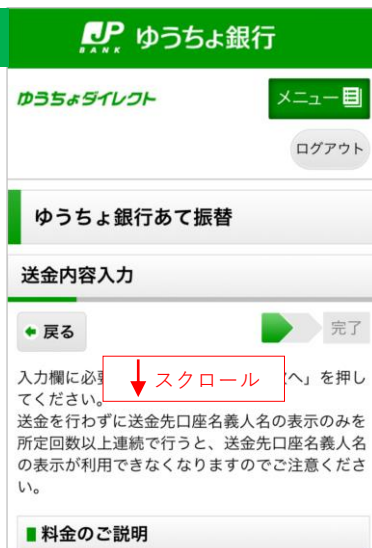 JP
BANK
ゆうちょ銀行
ゆうちょダイレクト
メニュー
ログアウト
ゆうちょ銀行あて振替
送金内容入力
戻る
完了
入力欄に必
へ」を押し
↓ スクロール
てください。
送金を行わずに送金先口座名義人名の表示のみを
所定回数以上連続で行うと、送金先口座名義人名
の表示が利用できなくなりますのでご注意くださ
い。
料金のご説明